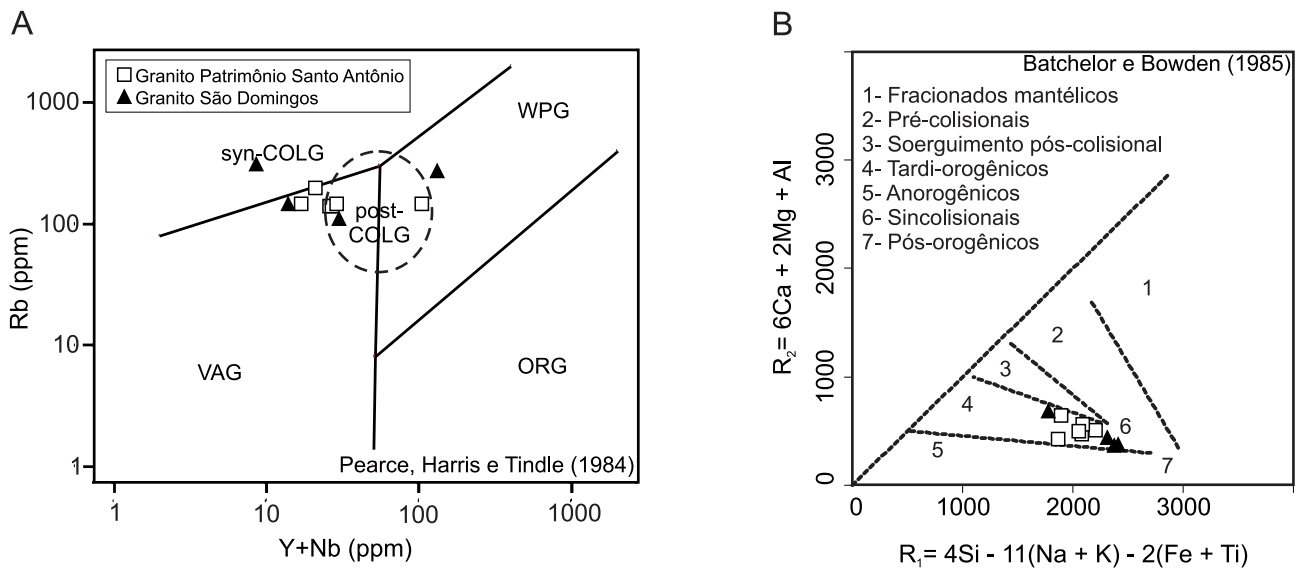 A
Granito Patrimônio Santo Antônio
Granito São Domingos
syn-COLG
WPG
post-
COLG
VAG
ORG
Pearce, Harris e Tindle (1984)
1000
100
10
1
1
10
100
1000
Rb (ppm)
Y+Nb (ppm)
B
Batchelor e Bowden (1985)
1- Fracionados mantélicos
2- Pré-colisionais
3- Soerguimento pós-colisional
4- Tardi-orogênicos
5- Anorogênicos
6- Sincolisionais
7- Pós-orogênicos
1
2
3
4
5
6
7
3000
2000
1000
0
0
1000
2000
3000
R₂= 6Ca + 2Mg + Al
R₁= 4Si - 11(Na + K) - 2(Fe + Ti)